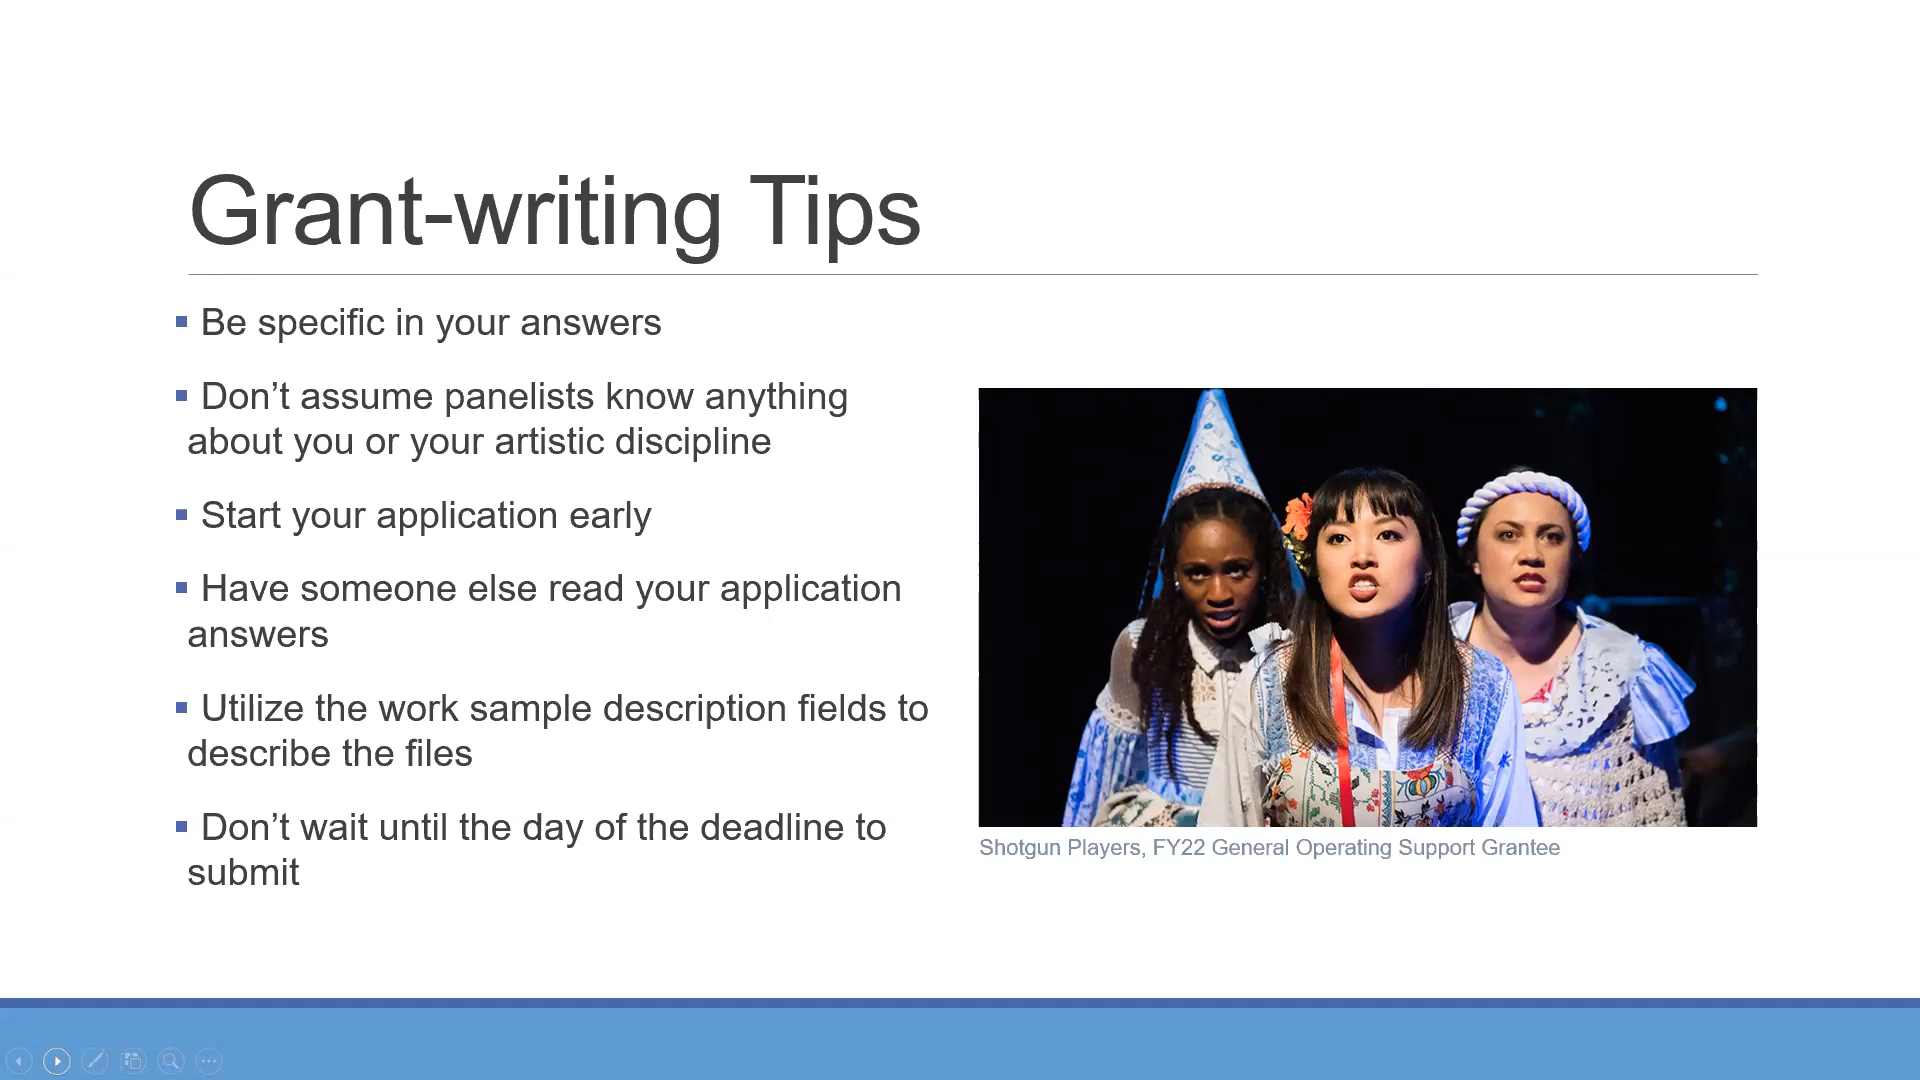 Grant-writing Tips
Be specific in your answers
Don’t assume panelists know anything
about you or your artistic discipline
Start your application early
Have someone else read your application
answers
Utilize the work sample description fields to
describe the files
Don’t wait until the day of the deadline to
submit
Shotgun Players, FY22 General Operating Support Grantee